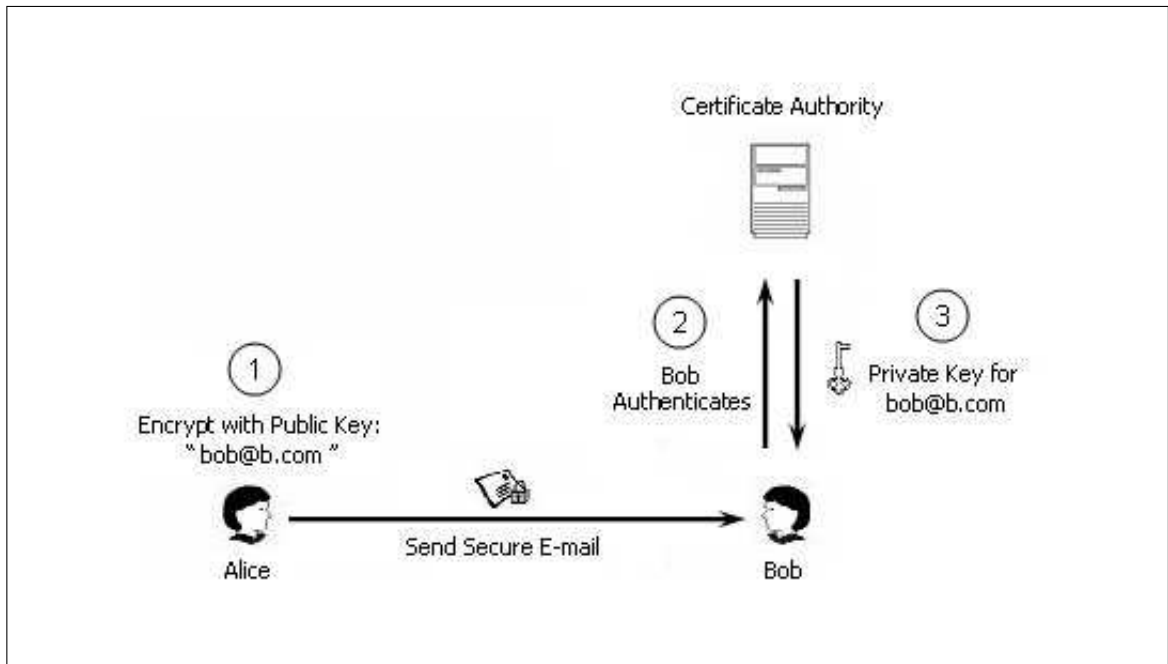 Certificate Authority
1
2
3
Bob
Authenticates
Private Key for
bob@b.com
Encrypt with Public Key:
"bob@b.com "
Send Secure E-mail
Alice
Bob